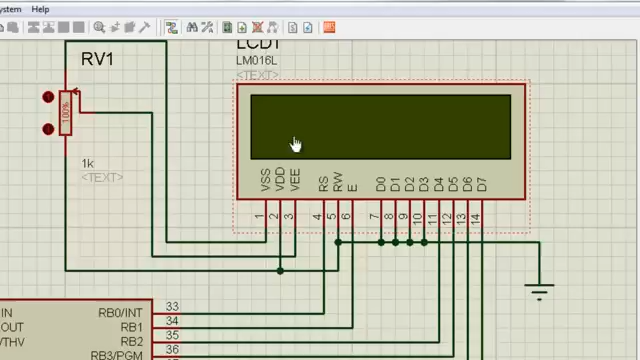 ystem Help
LCD1
LM016L
<TEXT>
RV1
100%
1k
<TEXT>
VSS VDD VEE RS RW E D0 D1 D2 D3 D4 D5 D6 D7
1 2 3 4 5 6 7 8 9 10 11 12 13 14
IN RB0/INT 33
OUT RB1 34
/THV RB2 35
RB3/PGM 36